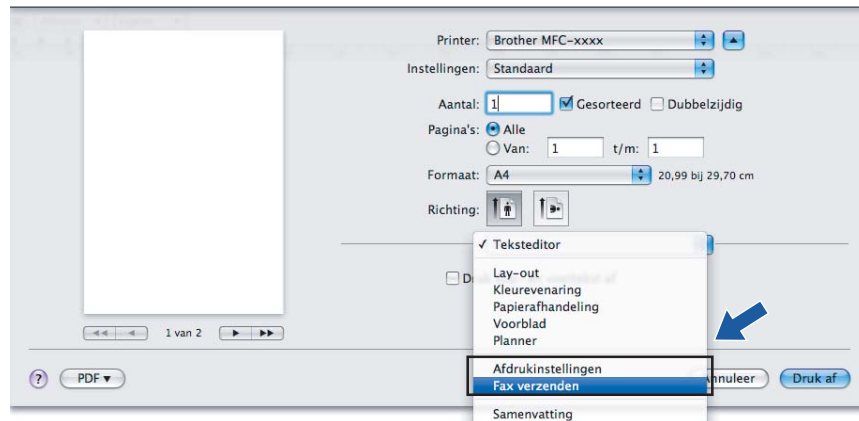 Printer: Brother MFC-xxxx
Instellingen: Standaard
Aantal: 1 Gesorteerd Dubbelzijdig
Pagina's: Alle
Van: 1 t/m: 1
Formaat: A4 20,99 bij 29,70 cm
Richting:
✓ Teksteditor
Lay-out
Kleurevenaring
Papierafhandeling
Voorblad
Planner
1 van 2
Afdrukinstellingen
? PDF▼ Fax verzenden Druk af
Samenvatting